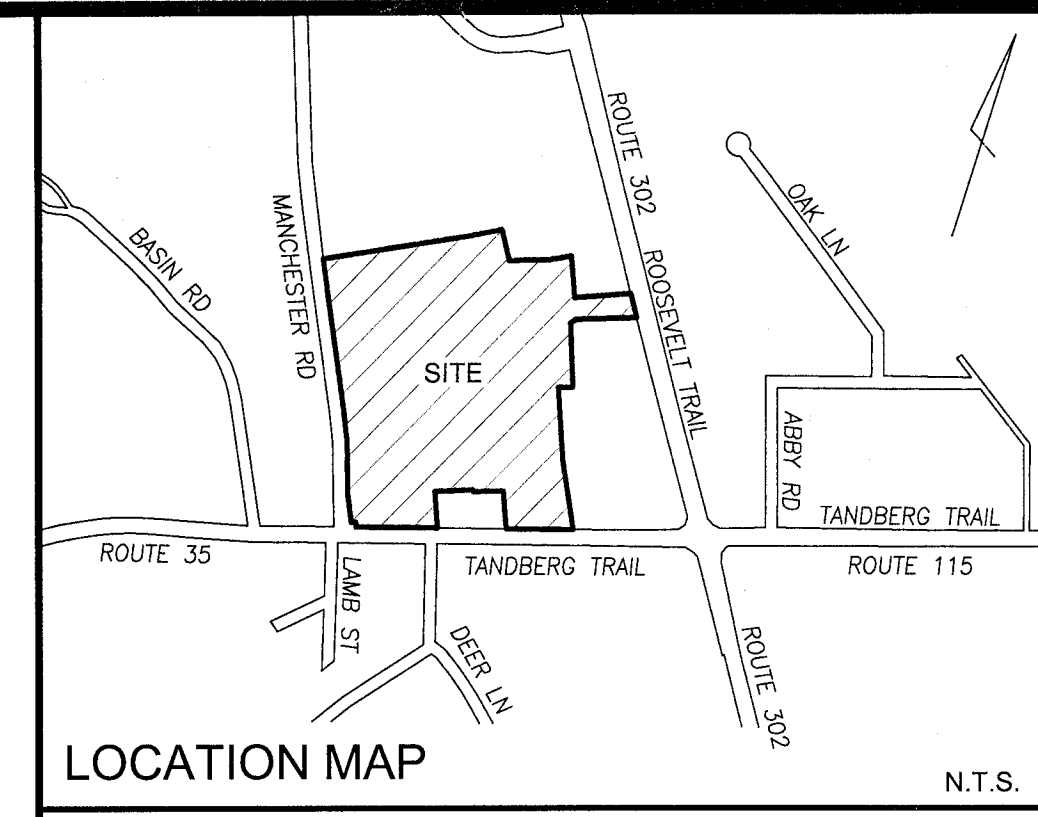 ROUTE 302
ROOSEVELT TRAIL
OAK LN
MANCHESTER RD
BASIN RD
SITE
ABBY RD
TANDBERG TRAIL
ROUTE 35
TANDBERG TRAIL
ROUTE 115
LAMB ST
DEER LN
ROUTE 302
LOCATION MAP
N.T.S.